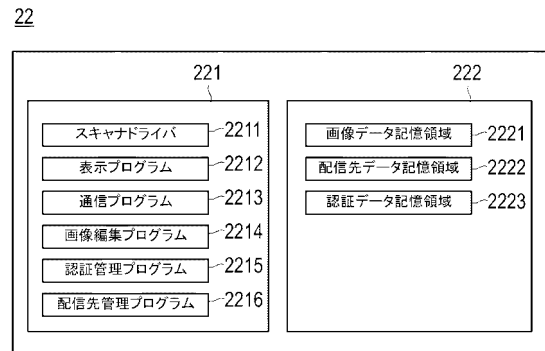 22
221
スキャナドライバ 2211
表示プログラム 2212
通信プログラム 2213
画像編集プログラム 2214
認証管理プログラム 2215
配信先管理プログラム 2216
222
画像データ記憶領域 2221
配信先データ記憶領域 2222
認証データ記憶領域 2223